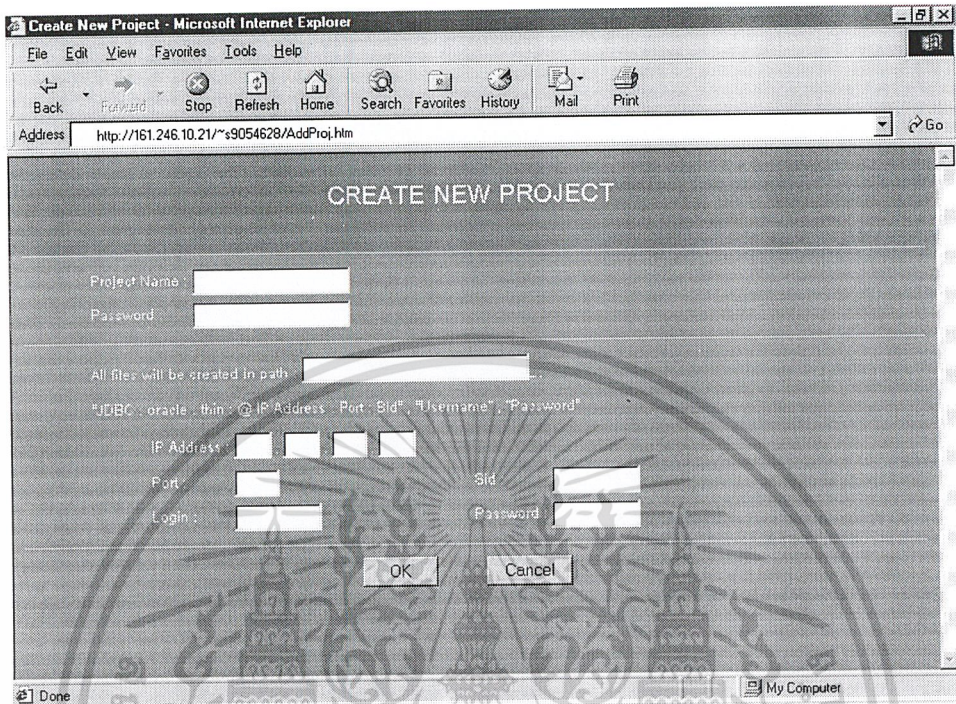 Create New Project - Microsoft Internet Explorer
File Edit View Favorites Tools Help
Back Forward Stop Refresh Home Search Favorites History Mail Print
Address http://161.246.10.21/~s9054628/AddProj.htm Go
CREATE NEW PROJECT
Project Name :
Password
All files will be created in path
"JDBC : oracle : thin : @ IP Address : Port : Sid" , "Username" , "Password"
IP Address : . . .
Port : Sid
Login : Password
OK Cancel
Done My Computer